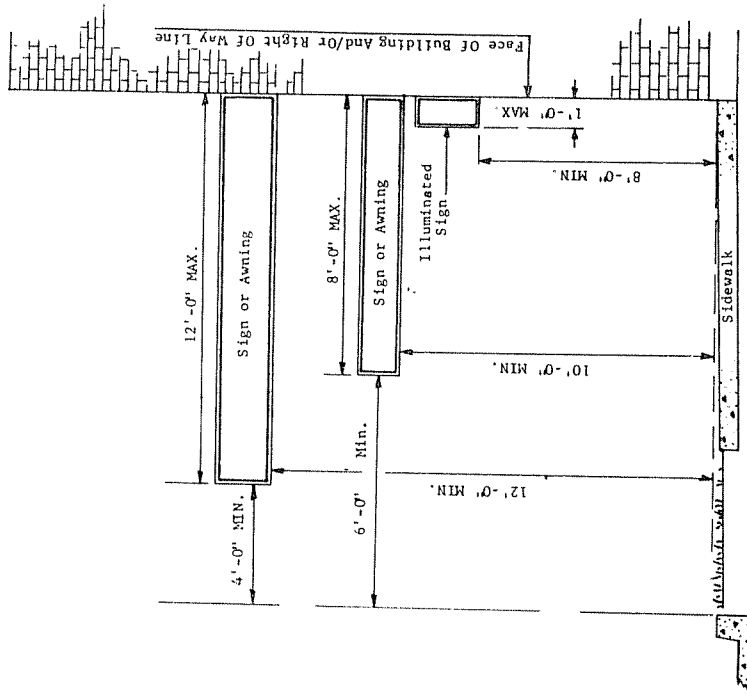 Face Of Building And/Or Right Of Way Line
1'-0" MAX.
12'-0" MAX.
Sign or Awning
8'-0" MAX.
Sign or Awning
Illuminated
Sign
8'-0" MIN.
10'-0" MIN.
12'-0" MIN.
4'-0" MIN.
6'-0" Min.
Sidewalk